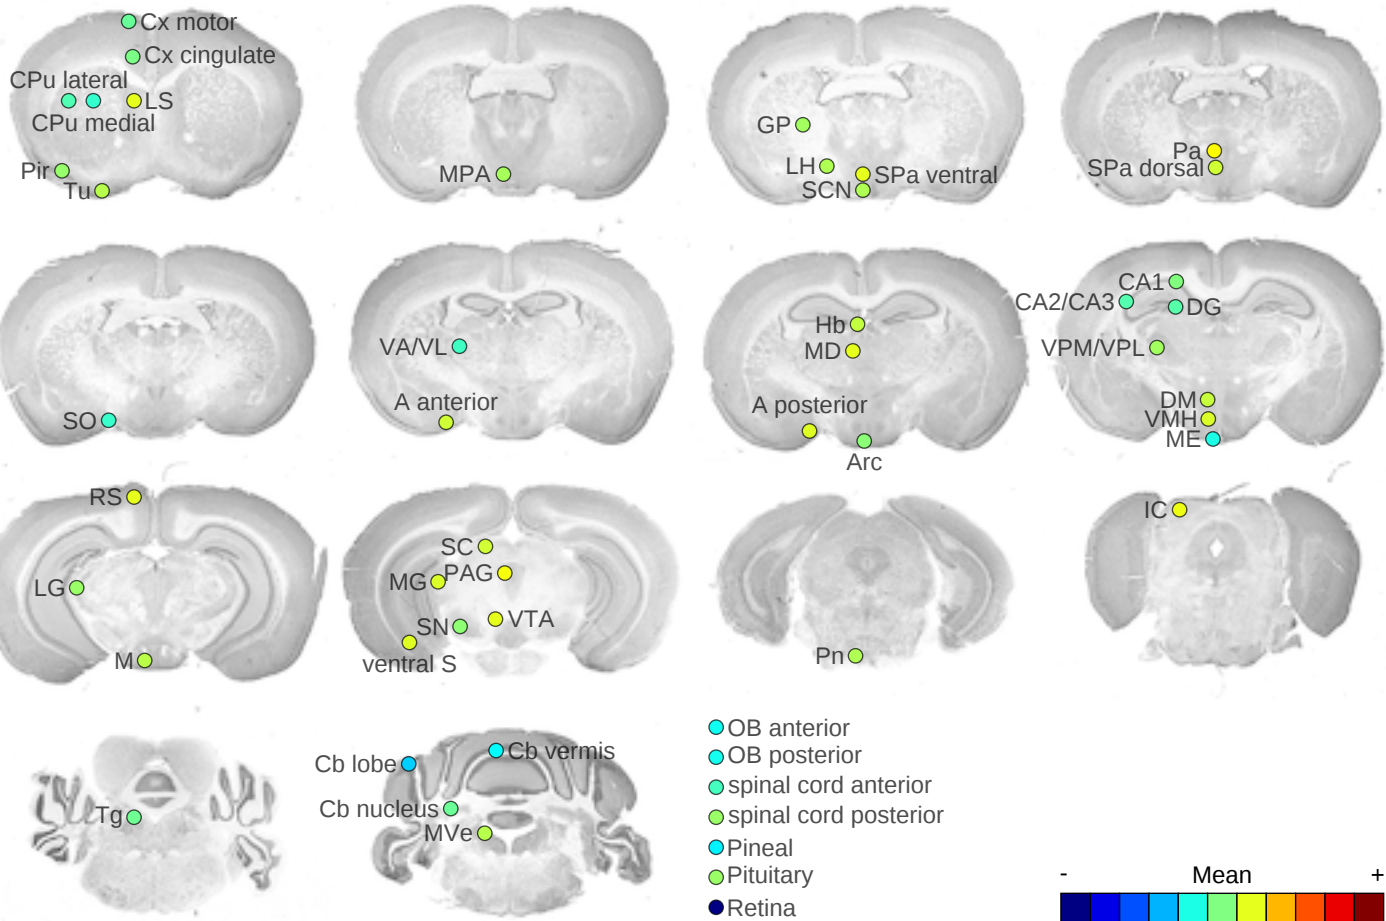 Cx motor
Cx cingulate
CPu lateral
LS
CPu medial
Pir
Tu
MPA
GP
LH
SPa ventral
SCN
Pa
SPa dorsal
SO
VA/VL
A anterior
Hb
MD
A posterior
Arc
CA1
CA2/CA3
DG
VPM/VPL
DM
VMH
ME
RS
LG
M
SC
MG
PAG
SN
VTA
ventral S
Pn
IC
Tg
Cb lobe
Cb vermis
Cb nucleus
MVe
OB anterior
OB posterior
spinal cord anterior
spinal cord posterior
Pineal
Pituitary
Retina
- Mean +